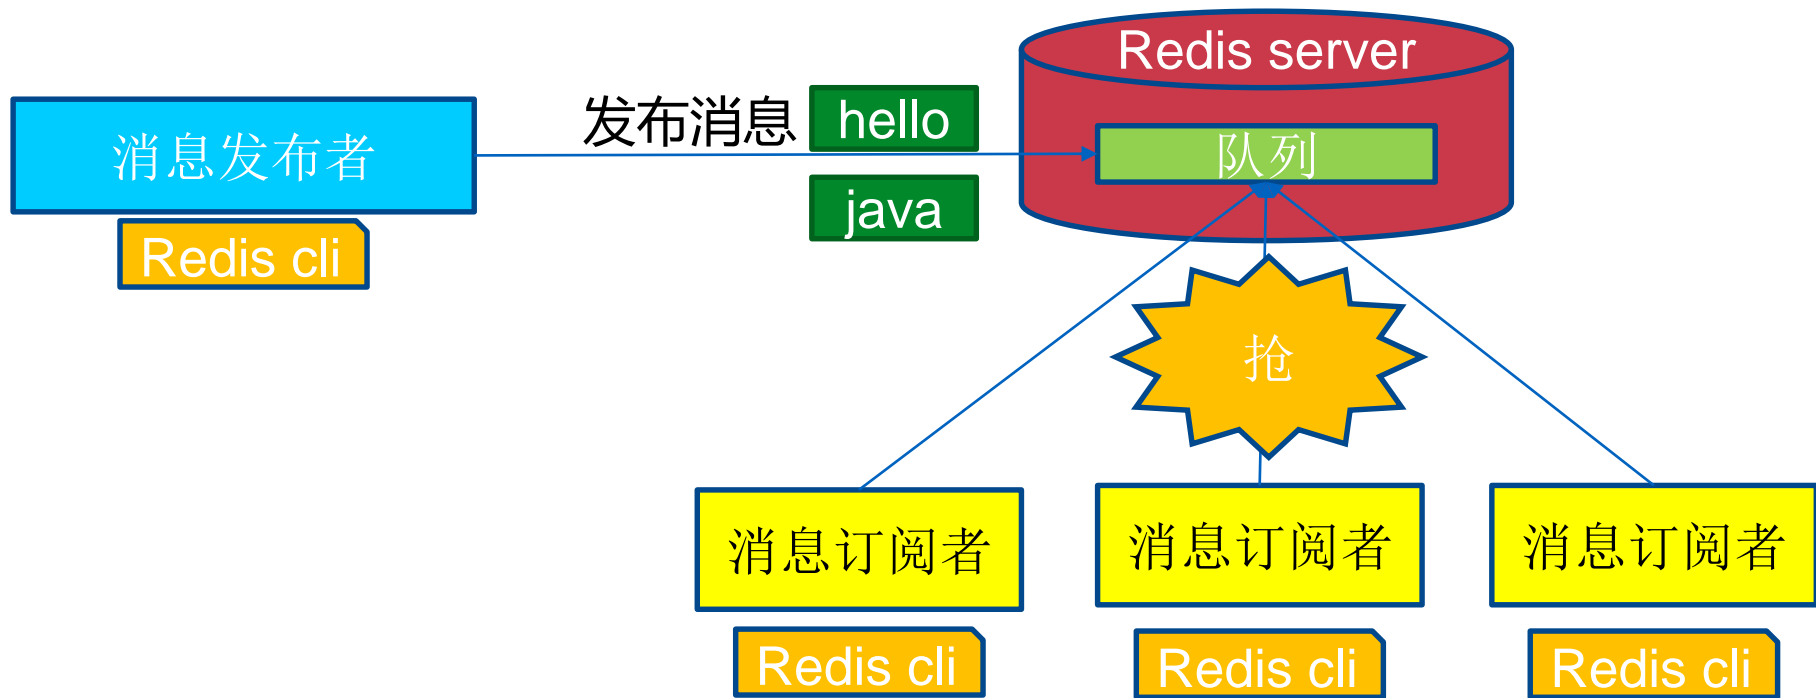 Redis server
发布消息
hello
消息发布者
队列
java
Redis cli
抢
消息订阅者
消息订阅者
消息订阅者
Redis cli
Redis cli
Redis cli